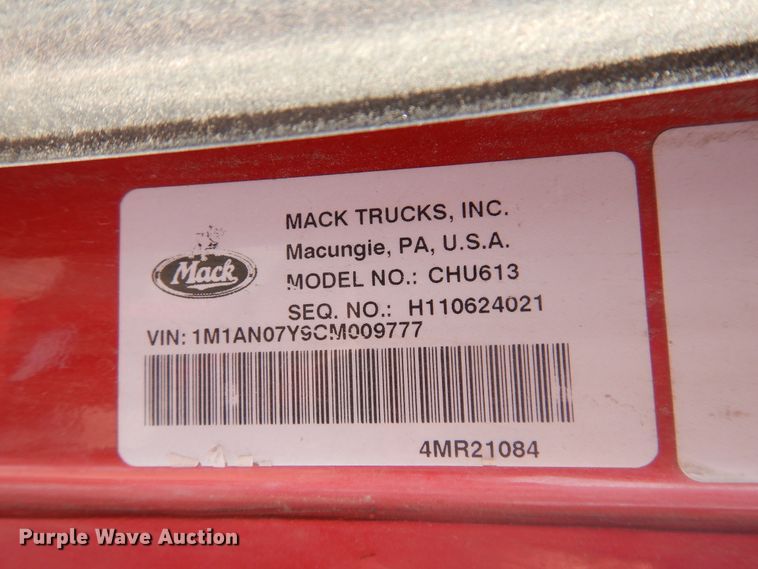 MACK TRUCKS, INC.
Macungie, PA, U.S.A.
Mack
MODEL NO.: CHU613
SEQ. NO.: H110624021
VIN: 1M1AN07Y9CM009777
4MR21084
Purple Wave Auction